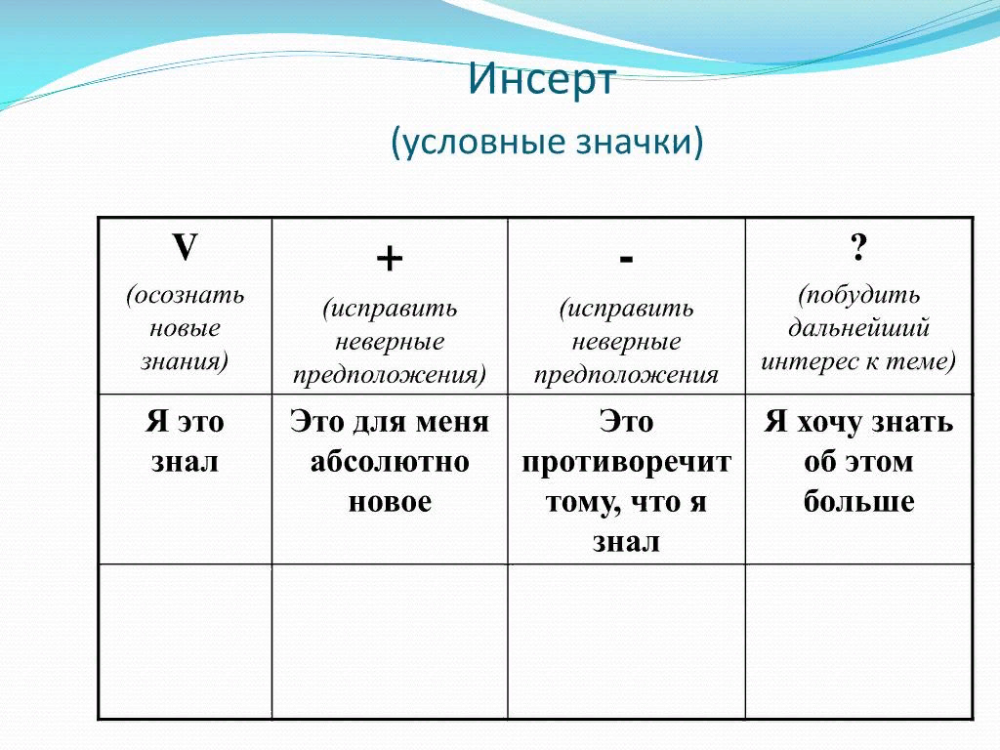 Инсерт
(условные значки)
V
(осознать
новые
знания)
+
(исправить
неверные
предположения)
-
(исправить
неверные
предположения
?
(побудить
дальнейший
интерес к теме)
Я это
знал
Это для меня
абсолютно
новое
Это
противоречит
тому, что я
знал
Я хочу знать
об этом
больше